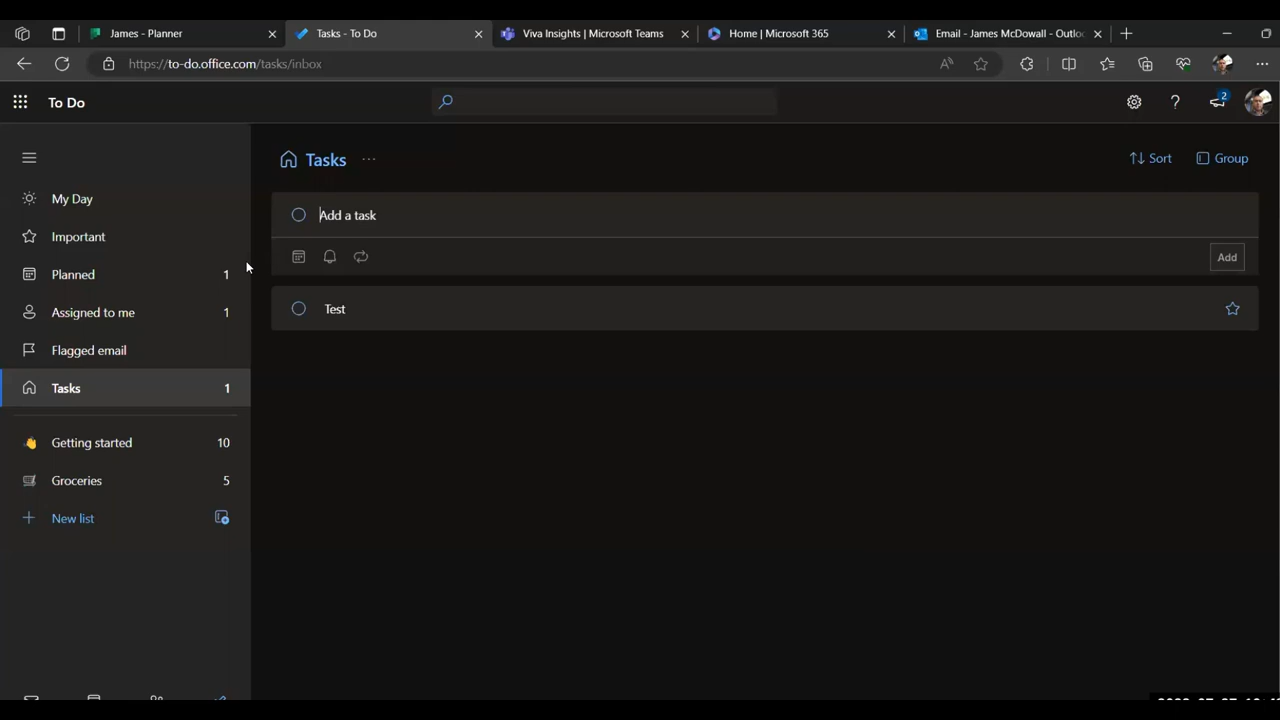 James - Planner
Tasks - To Do
Viva Insights | Microsoft Teams
Home | Microsoft 365
Email - James McDowall - Outloo
https://to-do.office.com/tasks/inbox
To Do
2
Tasks
Sort
Group
My Day
Important
Planned 1
Assigned to me 1
Flagged email
Tasks 1
Getting started 10
Groceries 5
New list
Add a task
Add
Test